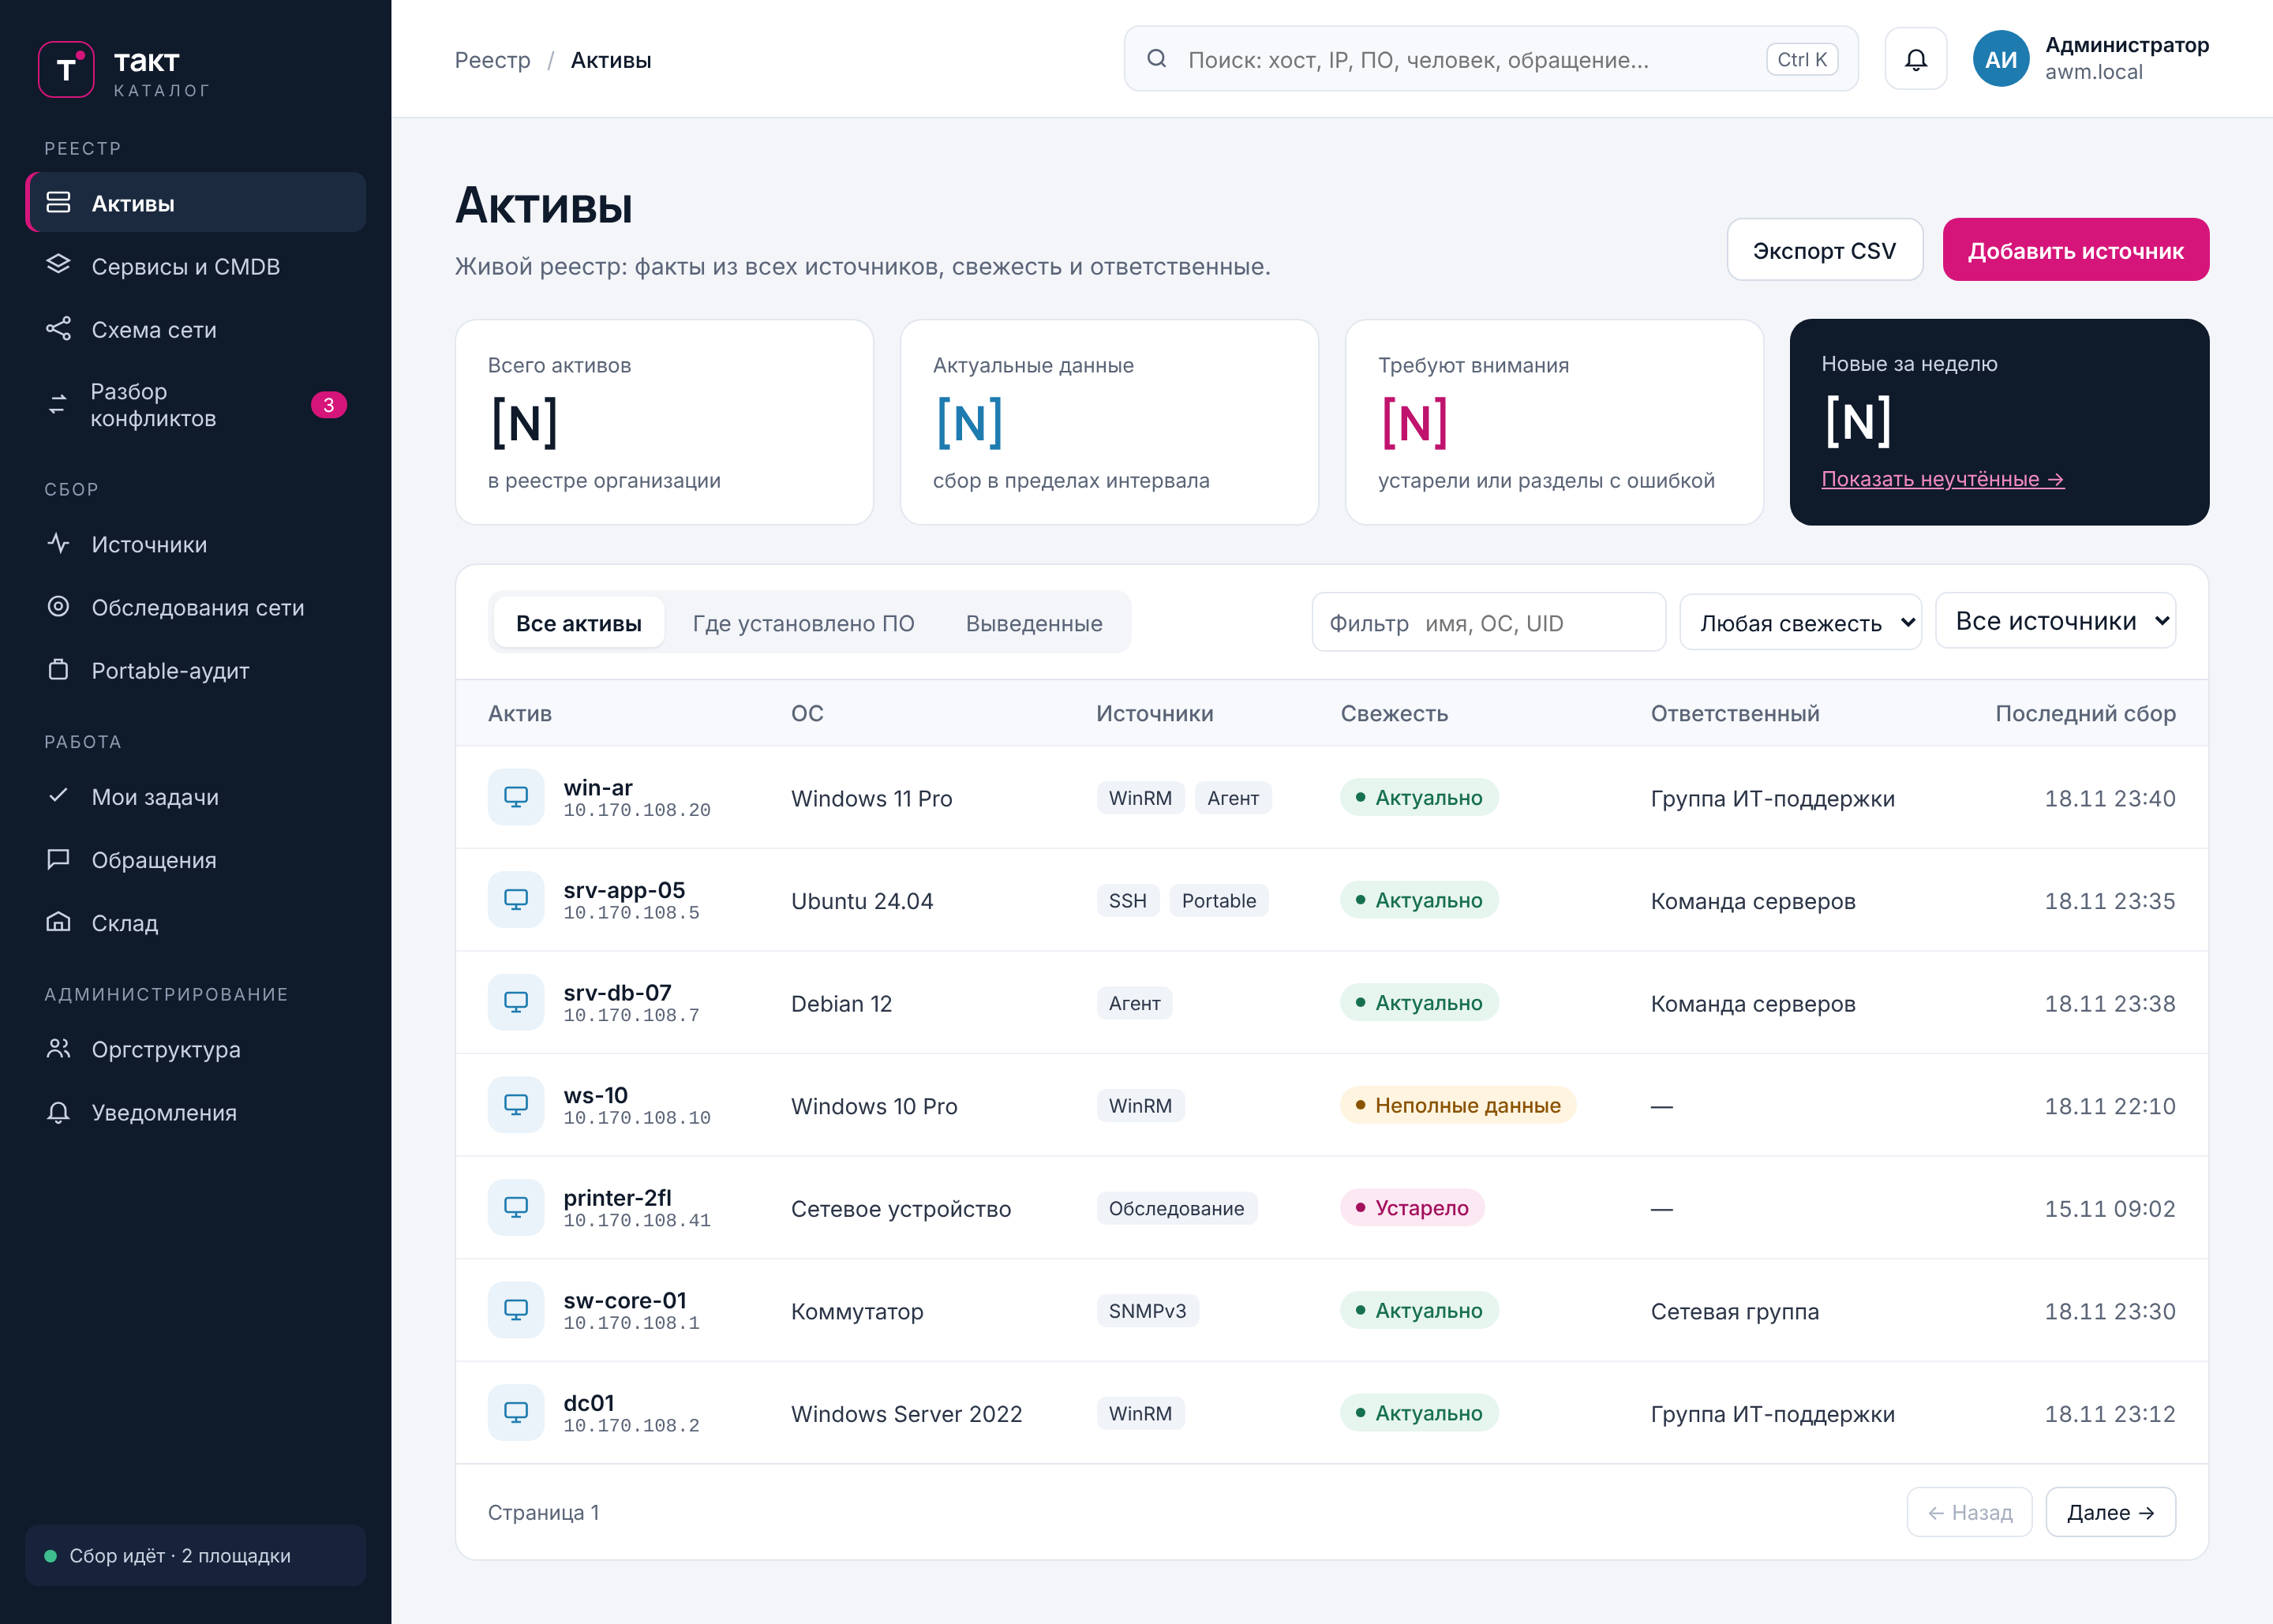 такт
КАТАЛОГ
РЕЕСТР
Активы
Сервисы и CMDB
Схема сети
Разбор
конфликтов
3
СБОР
Источники
Обследования сети
Portable-аудит
РАБОТА
Мои задачи
Обращения
Склад
АДМИНИСТРИРОВАНИЕ
Оргструктура
Уведомления
Сбор идёт · 2 площадки
Реестр / Активы
Поиск: хост, IP, ПО, человек, обращение... Ctrl K
АИ
Администратор
awm.local
Активы
Живой реестр: факты из всех источников, свежесть и ответственные.
Экспорт CSV
Добавить источник
Всего активов
[N]
в реестре организации
Актуальные данные
[N]
сбор в пределах интервала
Требуют внимания
[N]
устарели или разделы с ошибкой
Новые за неделю
[N]
Показать неучтённые →
Все активы Где установлено ПО Выведенные
Фильтр имя, ОС, UID Любая свежесть Все источники
Актив ОС Источники Свежесть Ответственный Последний сбор
win-ar
10.170.108.20
Windows 11 Pro WinRM Агент Актуально Группа ИТ-поддержки 18.11 23:40
srv-app-05
10.170.108.5
Ubuntu 24.04 SSH Portable Актуально Команда серверов 18.11 23:35
srv-db-07
10.170.108.7
Debian 12 Агент Актуально Команда серверов 18.11 23:38
ws-10
10.170.108.10
Windows 10 Pro WinRM Неполные данные — 18.11 22:10
printer-2fl
10.170.108.41
Сетевое устройство Обследование Устарело — 15.11 09:02
sw-core-01
10.170.108.1
Коммутатор SNMPv3 Актуально Сетевая группа 18.11 23:30
dc01
10.170.108.2
Windows Server 2022 WinRM Актуально Группа ИТ-поддержки 18.11 23:12
Страница 1
← Назад Далее →